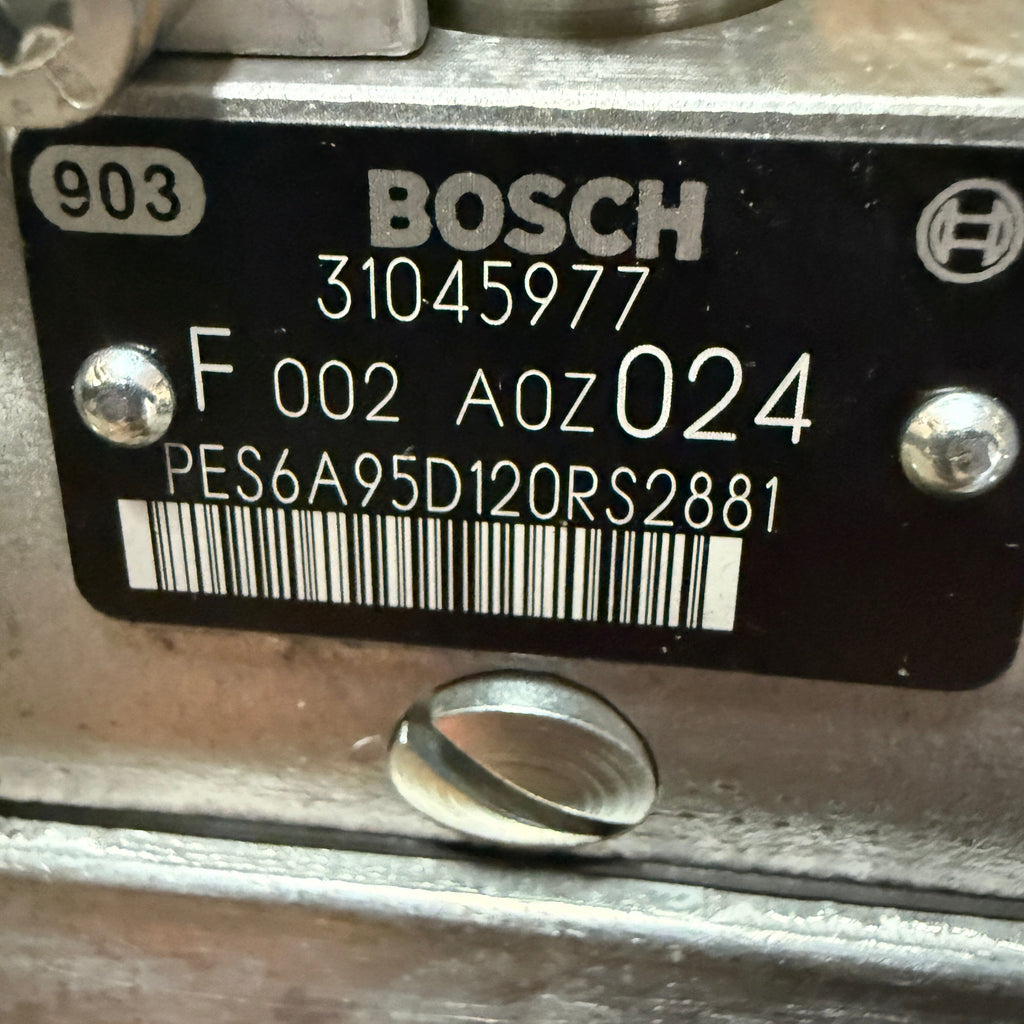 903
BOSCH
31045977
F 002 A0Z 024
PES6A95D120RS2881